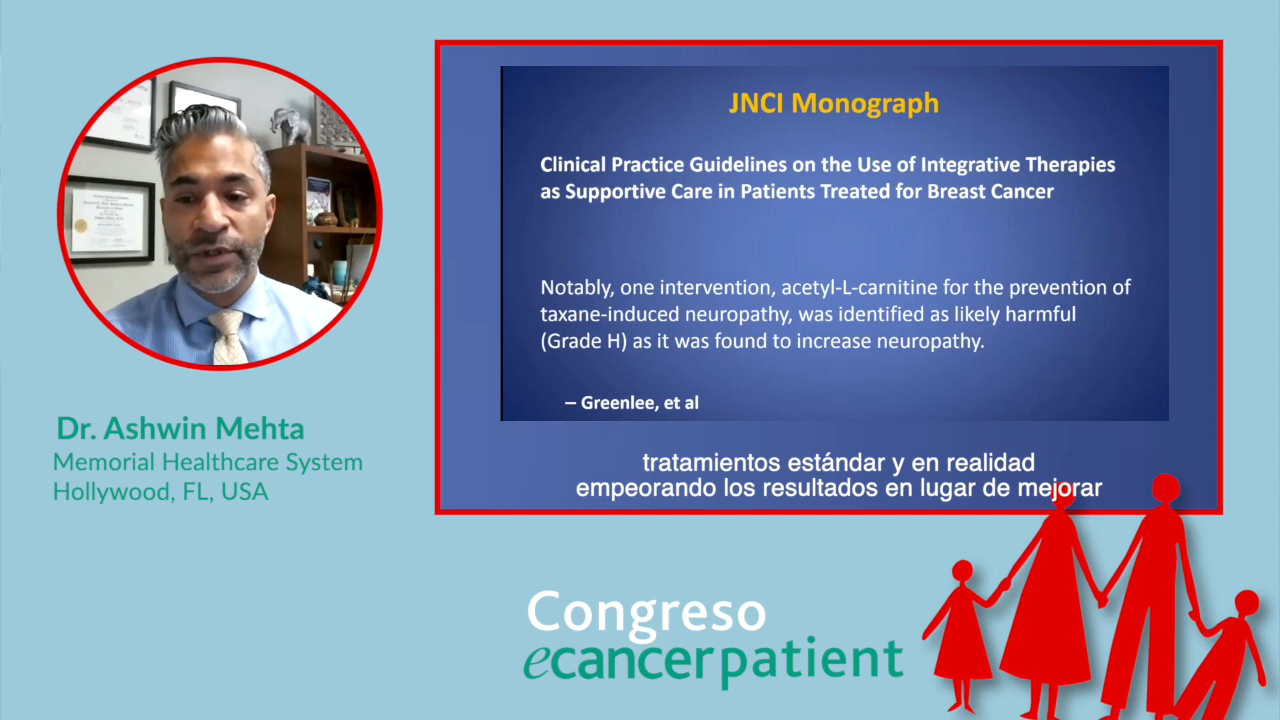 Dr. Ashwin Mehta
Memorial Healthcare System
Hollywood, FL, USA
JNCI Monograph
Clinical Practice Guidelines on the Use of Integrative Therapies
as Supportive Care in Patients Treated for Breast Cancer
Notably, one intervention, acetyl-L-carnitine for the prevention of
taxane-induced neuropathy, was identified as likely harmful
(Grade H) as it was found to increase neuropathy.
– Greenlee, et al
tratamientos estándar y en realidad
empeorando los resultados en lugar de mejorar
Congreso
ecancerpatient